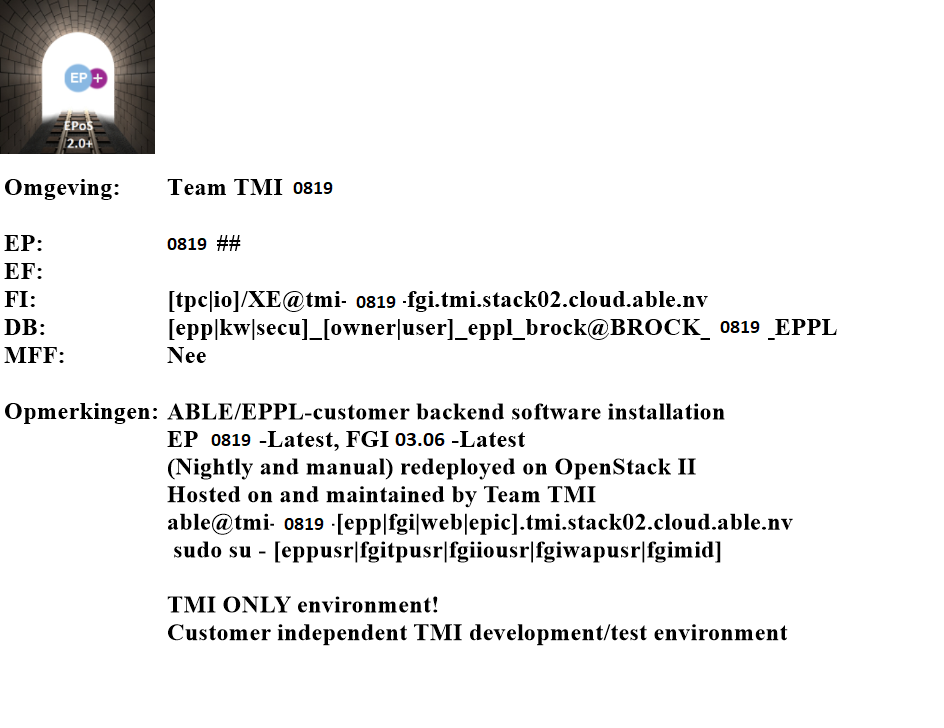 EP +
EPoS
2.0+
Omgeving: Team TMI 0819
EP: 0819 ##
EF:
FI: [tpc|io]/XE@tmi- 0819 -fgi.tmi.stack02.cloud.able.nv
DB: [epp|kw|secu]_[owner|user]_eppl_brock@BROCK_ 0819 _EPPL
MFF: Nee
Opmerkingen: ABLE/EPPL-customer backend software installation
EP 0819 -Latest, FGI 03.06 -Latest
(Nightly and manual) redeployed on OpenStack II
Hosted on and maintained by Team TMI
able@tmi- 0819 -[epp|fgi|web|epic].tmi.stack02.cloud.able.nv
sudo su - [eppusr|fgitpusr|fgiiousr|fgiwapusr|fgimid]
TMI ONLY environment!
Customer independent TMI development/test environment